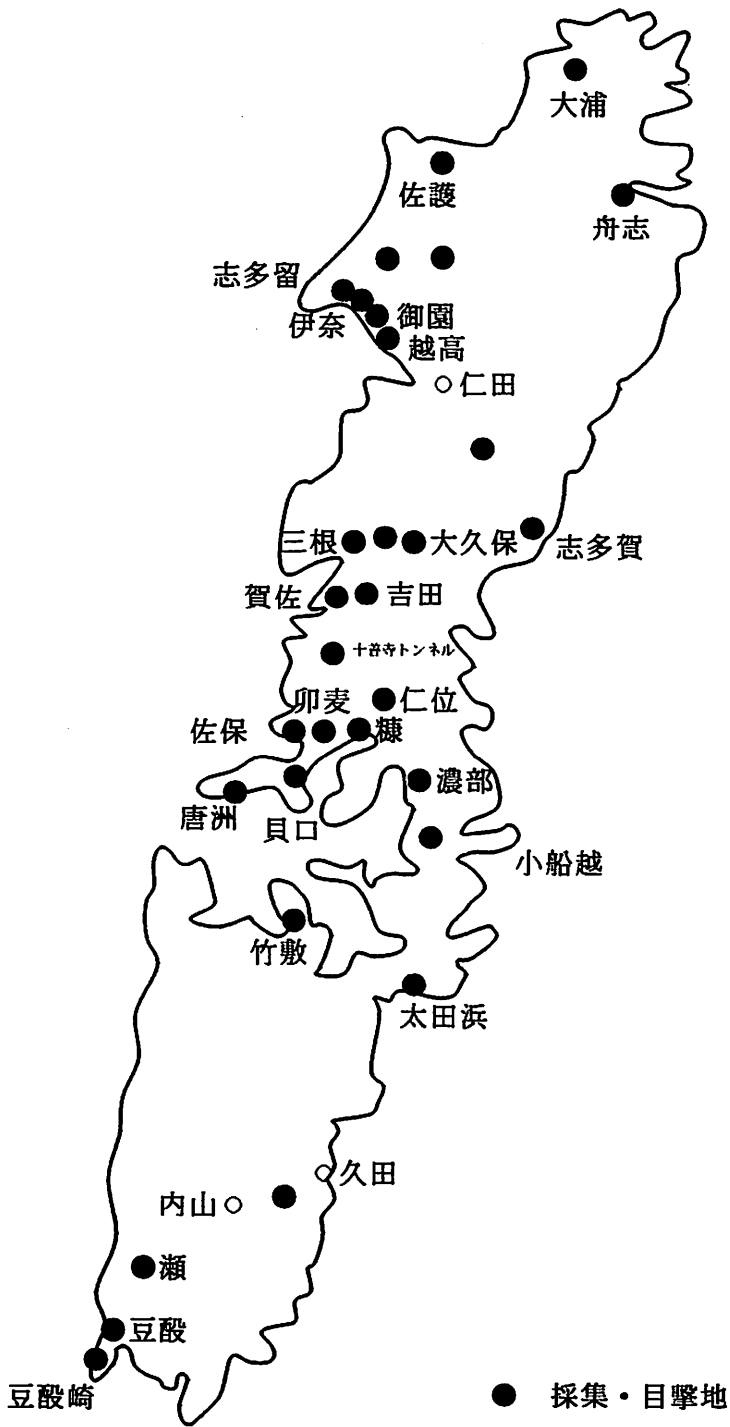 大浦
佐護
舟志
志多留
伊奈
御園
越高
仁田
三根
大久保
志多賀
賀佐
吉田
十善寺トンネル
卯麦
仁位
佐保
糠
濃部
唐洲
貝口
小船越
竹敷
太田浜
久田
内山
瀬
豆酘
豆酘崎
採集・目撃地